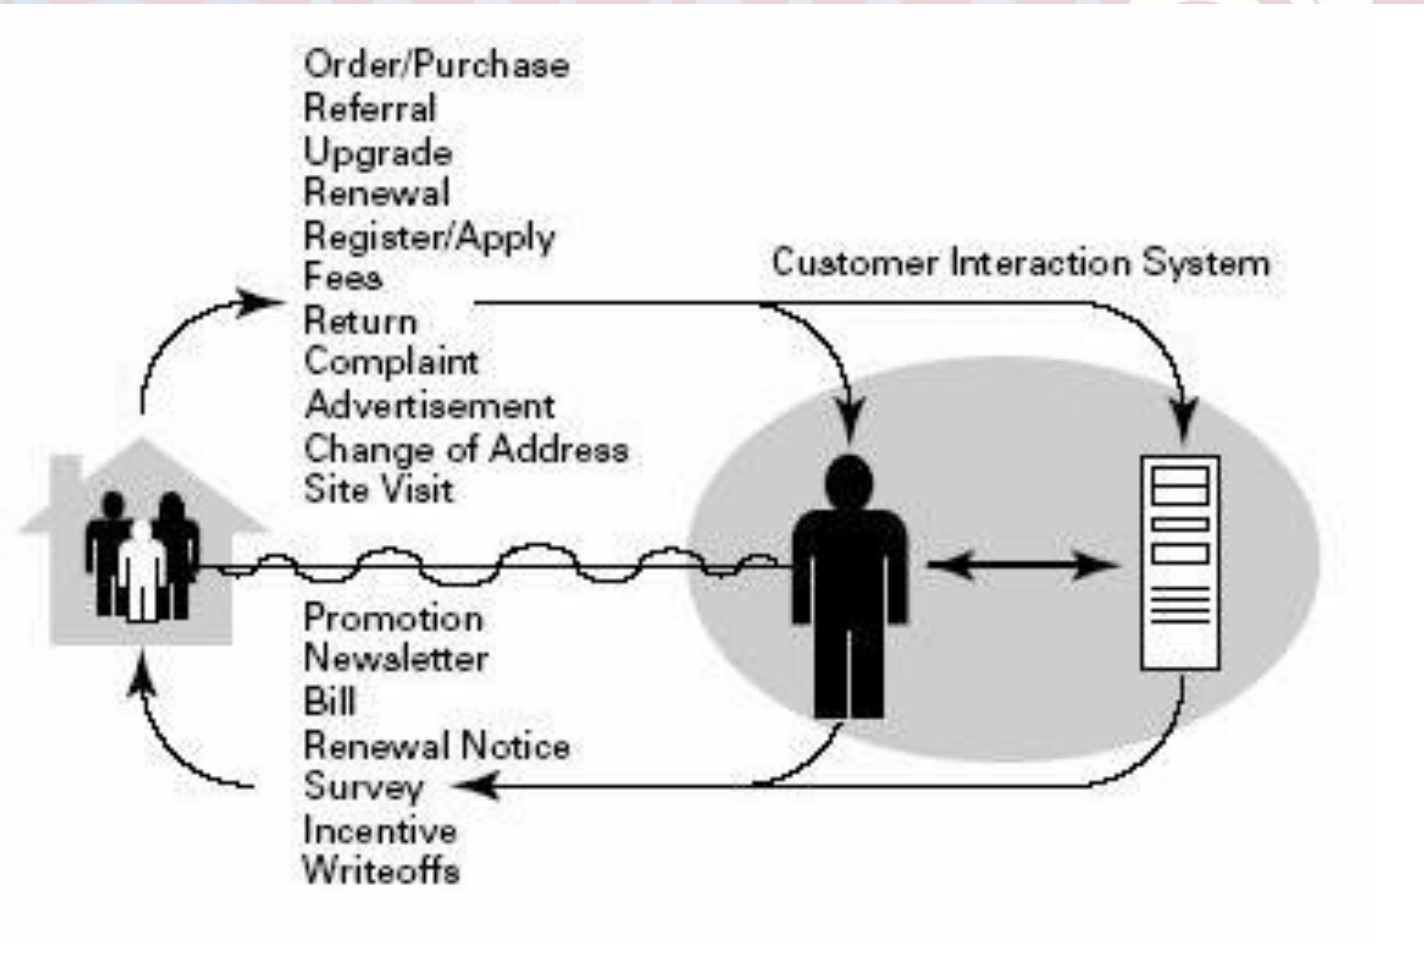 Order/Purchase
Referral
Upgrade
Renewal
Register/Apply
Fees
Return
Complaint
Advertisement
Change of Address
Site Visit
Customer Interaction System
Promotion
Newsletter
Bill
Renewal Notice
Survey
Incentive
Writeoffs